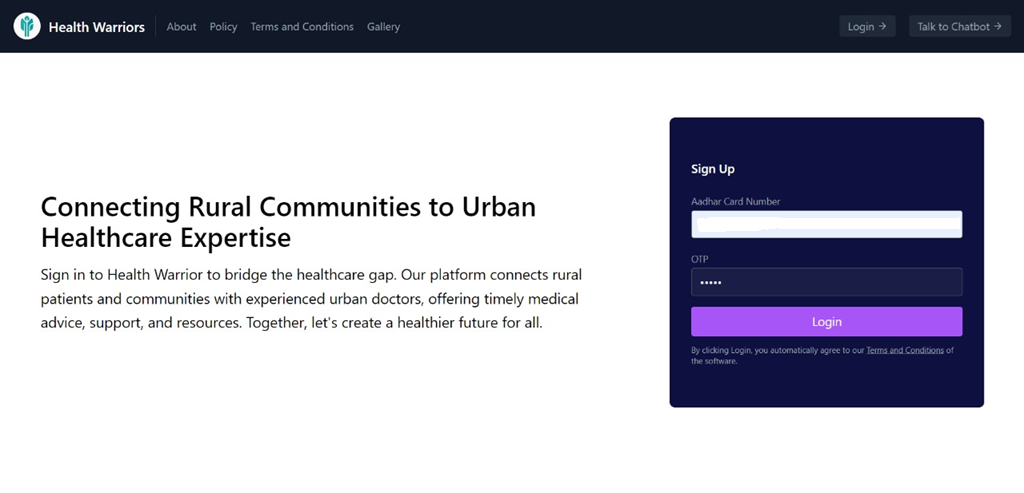 Health Warriors About Policy Terms and Conditions Gallery Login → Talk to Chatbot →
Connecting Rural Communities to Urban
Healthcare Expertise
Sign in to Health Warrior to bridge the healthcare gap. Our platform connects rural
patients and communities with experienced urban doctors, offering timely medical
advice, support, and resources. Together, let's create a healthier future for all.
Sign Up
Aadhar Card Number
OTP
•••••
Login
By clicking Login, you automatically agree to our Terms and Conditions of
the software.